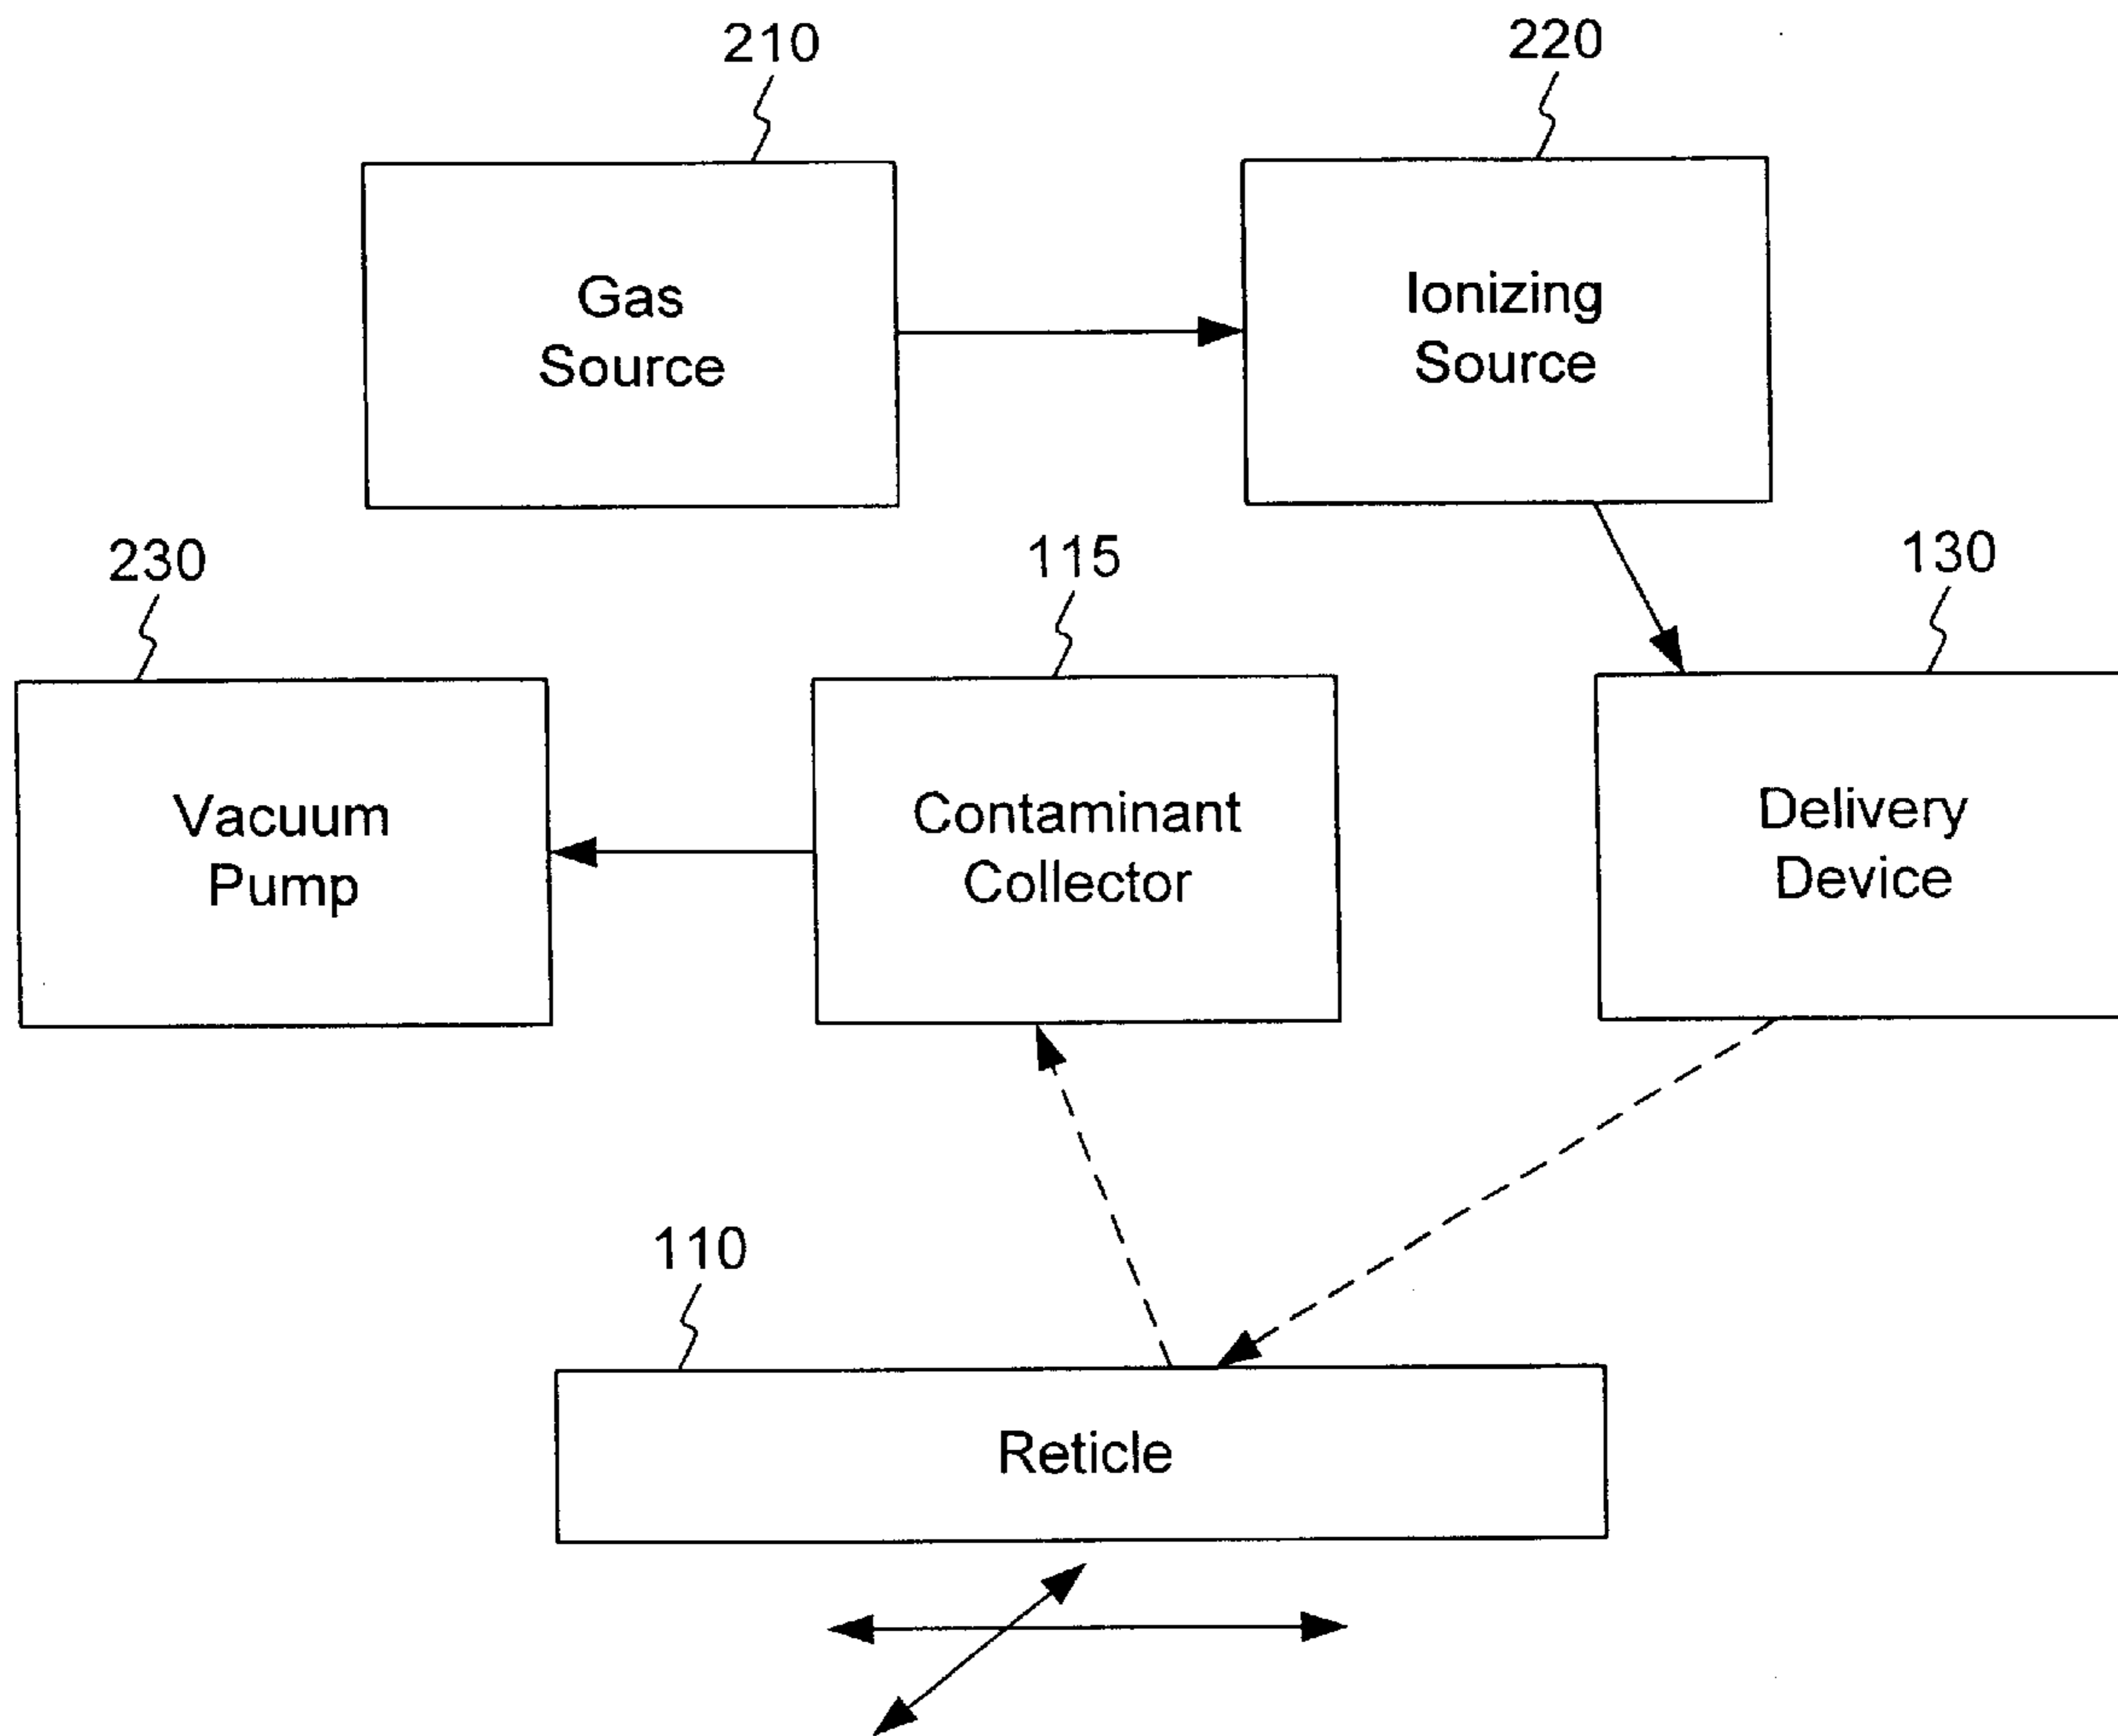 210
220
Gas
Source
Ionizing
Source
230
115
130
Vacuum
Pump
Contaminant
Collector
Delivery
Device
110
Reticle